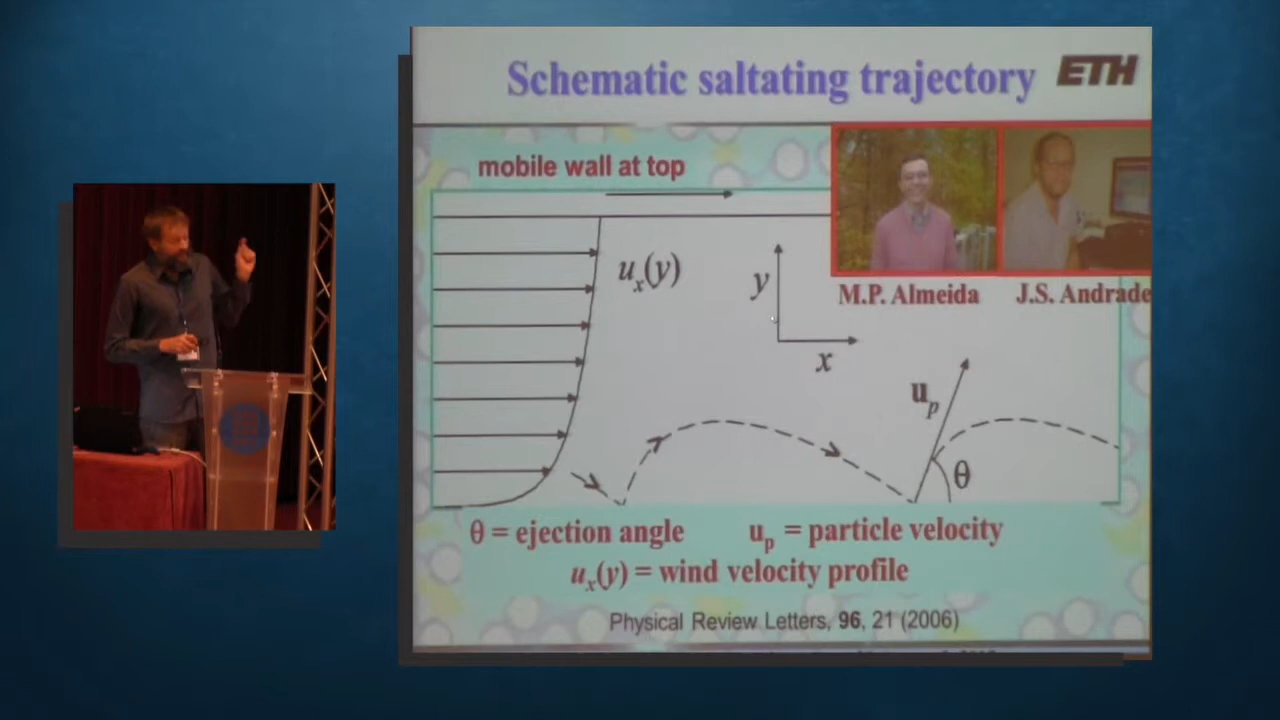 Schematic saltating trajectory
ETH
mobile wall at top
u_x(y)
y
x
M.P. Almeida
J.S. Andrade
u_p
θ
θ = ejection angle
u_p = particle velocity
u_x(y) = wind velocity profile
Physical Review Letters, 96, 21 (2006)